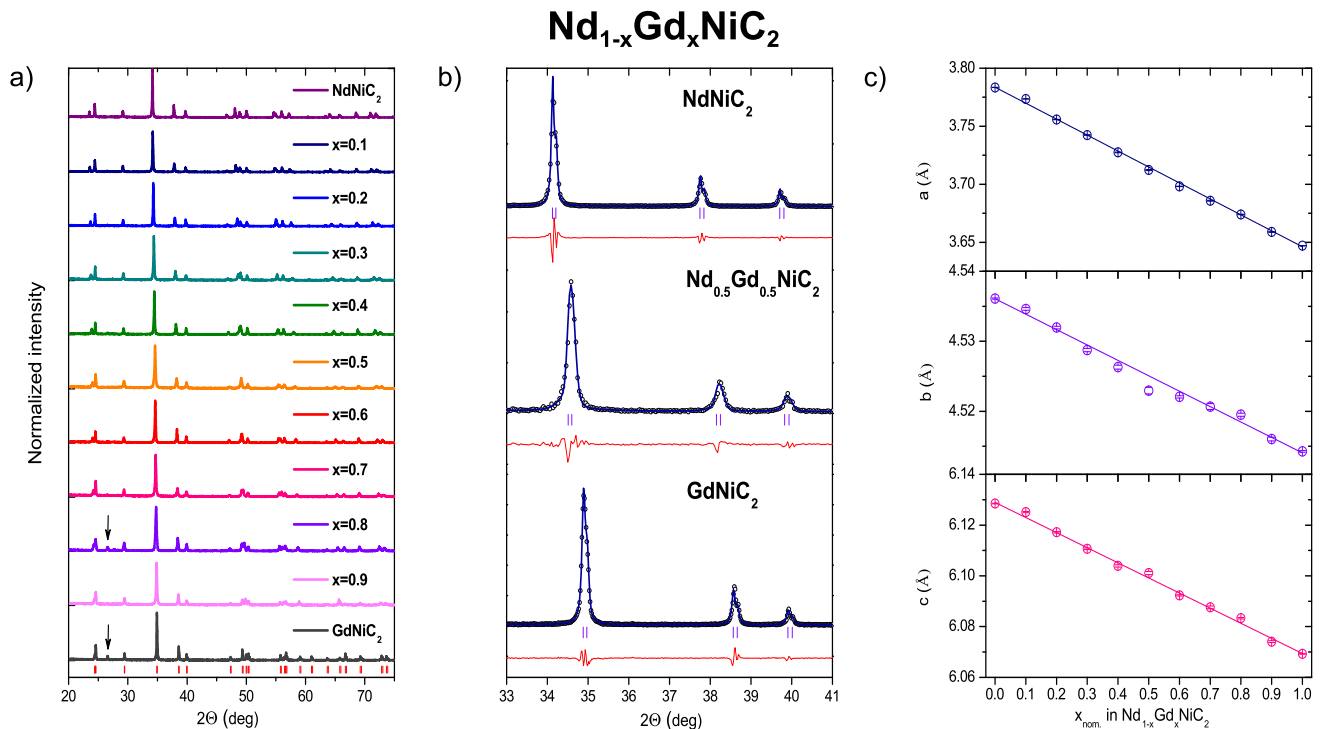 Nd1-xGdxNiC2
a)
NdNiC2
x=0.1
x=0.2
x=0.3
x=0.4
x=0.5
x=0.6
x=0.7
x=0.8
x=0.9
GdNiC2
Normalized intensity
20 30 40 50 60 70
2Θ (deg)
b)
NdNiC2
Nd0.5Gd0.5NiC2
GdNiC2
33 34 35 36 37 38 39 40 41
2Θ (deg)
c)
3.80
3.75
3.70
3.65
a (Å)
4.54
4.53
4.52
b (Å)
6.14
6.12
6.10
6.08
6.06
c (Å)
0.0 0.1 0.2 0.3 0.4 0.5 0.6 0.7 0.8 0.9 1.0
xnom. in Nd1-xGdxNiC2